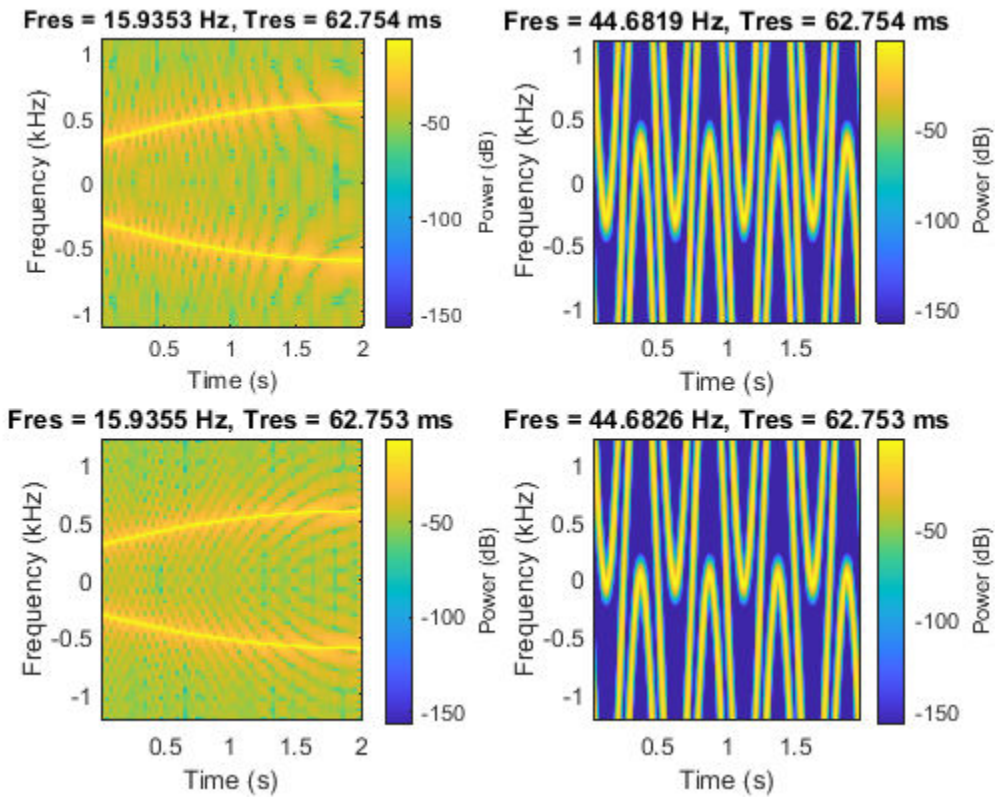 Fres = 15.9353 Hz, Tres = 62.754 ms
Frequency (kHz)
1
0.5
0
-0.5
-1
0.5
1
1.5
2
Time (s)
-50
-100
-150
Power (dB)
Fres = 44.6819 Hz, Tres = 62.754 ms
Frequency (kHz)
1
0.5
0
-0.5
-1
0.5
1
1.5
Time (s)
-50
-100
-150
Power (dB)
Fres = 15.9355 Hz, Tres = 62.753 ms
Frequency (kHz)
1
0.5
0
-0.5
-1
0.5
1
1.5
2
Time (s)
-50
-100
-150
Power (dB)
Fres = 44.6826 Hz, Tres = 62.753 ms
Frequency (kHz)
1
0.5
0
-0.5
-1
0.5
1
1.5
Time (s)
-50
-100
-150
Power (dB)